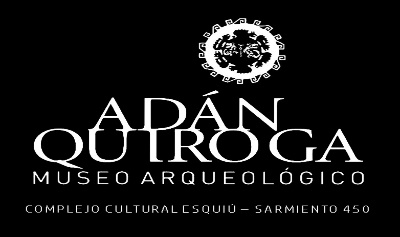 ADÁN
QUIROGA
MUSEO ARQUEOLÓGICO
COMPLEJO CULTURAL ESQUIÚ – SARMIENTO 450